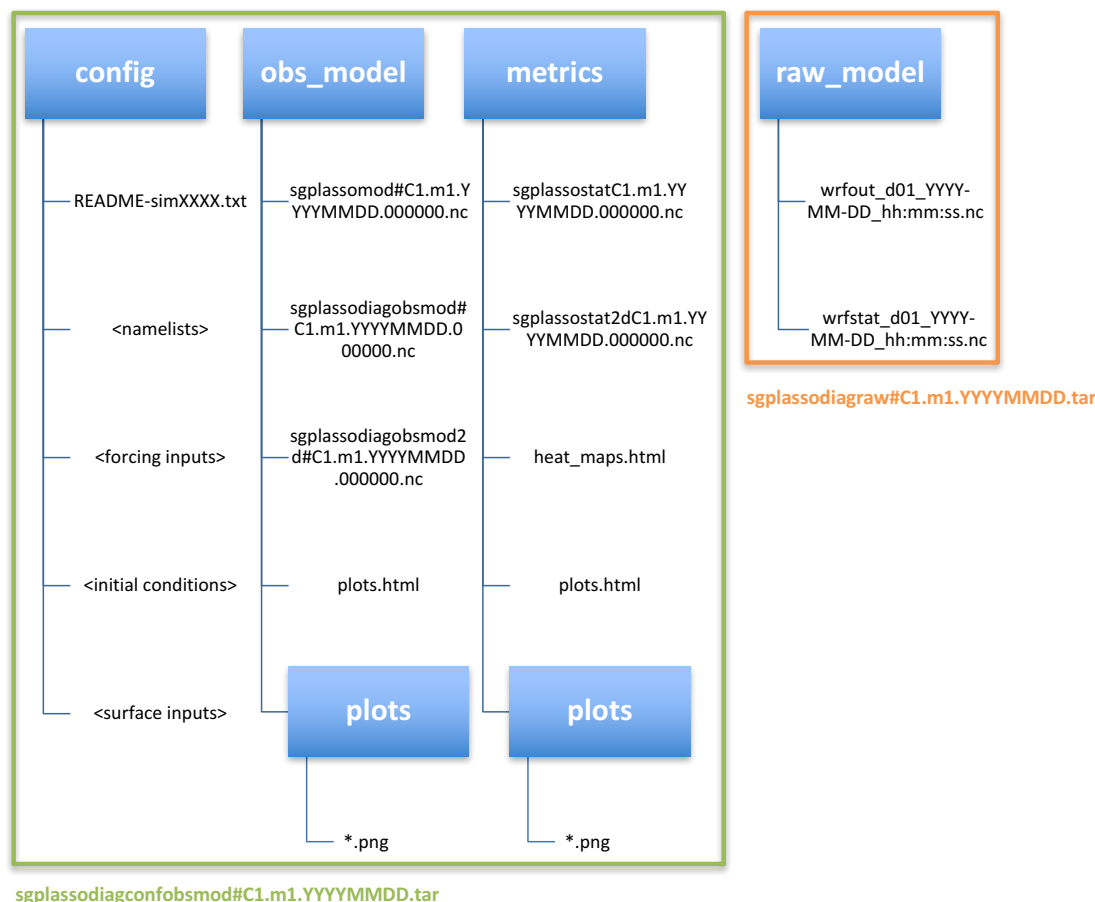 config
README-simXXXX.txt
<namelists>
<forcing inputs>
<initial conditions>
<surface inputs>
obs_model
sgplassomod#C1.m1.Y
YYYMMDD.000000.nc
sgplassodiagobsmod#
C1.m1.YYYYMMDD.0
00000.nc
sgplassodiagobsmod2
d#C1.m1.YYYYMMDD
.000000.nc
plots.html
plots
*.png
metrics
sgplassostatC1.m1.YY
YYMMDD.000000.nc
sgplassostat2dC1.m1.YY
YYMMDD.000000.nc
heat_maps.html
plots.html
plots
*.png
sgplassodiagconfobsmod#C1.m1.YYYYMMDD.tar
raw_model
wrfout_d01_YYYY-
MM-DD_hh:mm:ss.nc
wrfstat_d01_YYYY-
MM-DD_hh:mm:ss.nc
sgplassodiagraw#C1.m1.YYYYMMDD.tar